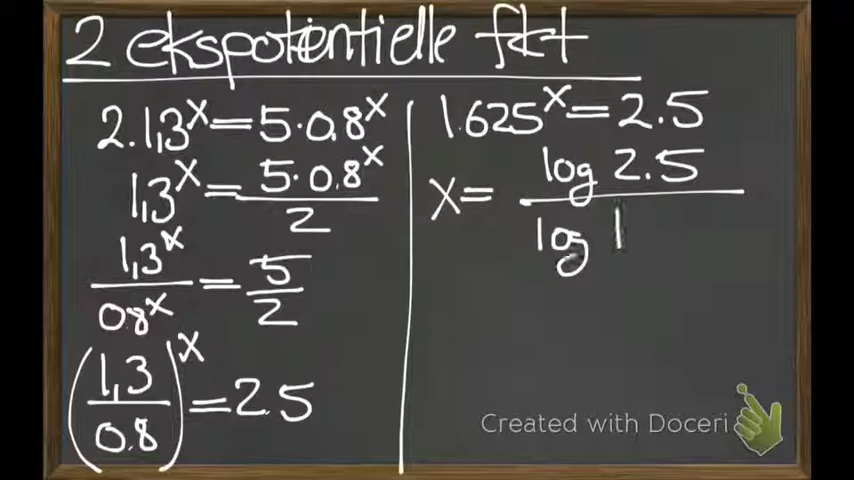 2 ekspotentielle fkt
2.1,3^x=5·0.8^x
1,3^x=5·0.8^x/2
1,3^x/0.8^x=5/2
(1,3/0.8)^x=2.5
1.625^x=2.5
x=log 2.5/log 1
Created with Doceri